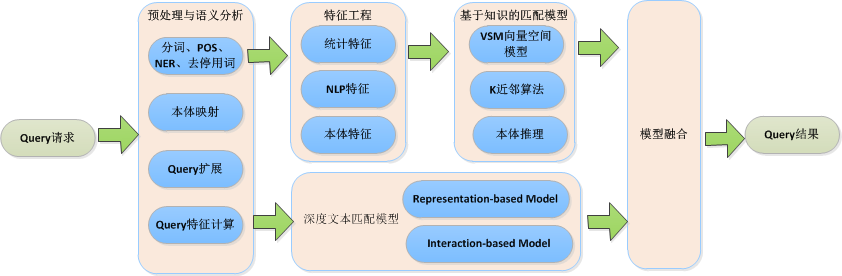 Query请求
预处理与语义分析
分词、POS、
NER、去停用词
本体映射
Query扩展
Query特征计算
特征工程
统计特征
NLP特征
本体特征
基于知识的匹配模型
VSM向量空间
模型
K近邻算法
本体推理
深度文本匹配模型
Representation-based Model
Interaction-based Model
模型融合
Query结果